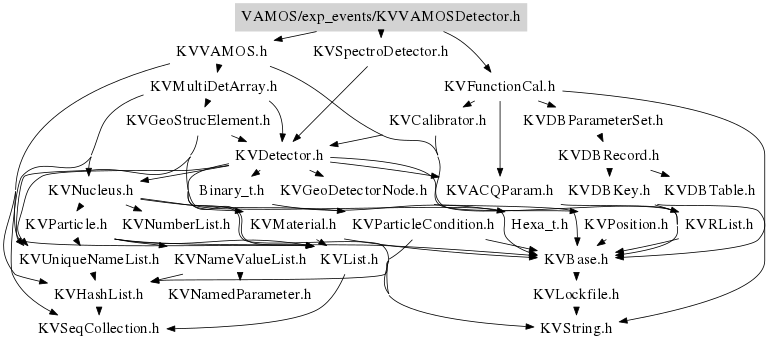 VAMOS/exp_events/KVVAMOSDetector.h
KVVAMOS.h KVSpectroDetector.h
KVMultiDetArray.h KVFunctionCal.h
KVGeoStrucElement.h KVCalibrator.h KVDBParameterSet.h
KVDetector.h KVDBRecord.h
KVNucleus.h Binary_t.h KVGeoDetectorNode.h KVACQParam.h KVDBKey.h KVDBTable.h
KVParticle.h KVNumberList.h KVMaterial.h KVParticleCondition.h Hexa_t.h KVPosition.h KVRList.h
KVUniqueNameList.h KVNameValueList.h KVList.h KVBase.h
KVHashList.h KVNamedParameter.h KVLockfile.h
KVSeqCollection.h KVString.h